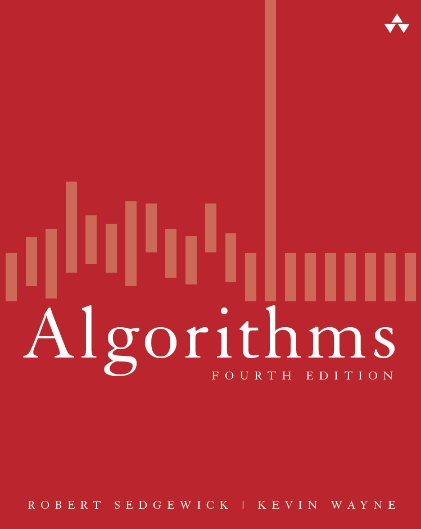 Algorithms
FOURTH EDITION
ROBERT SEDGEWICK | KEVIN WAYNE